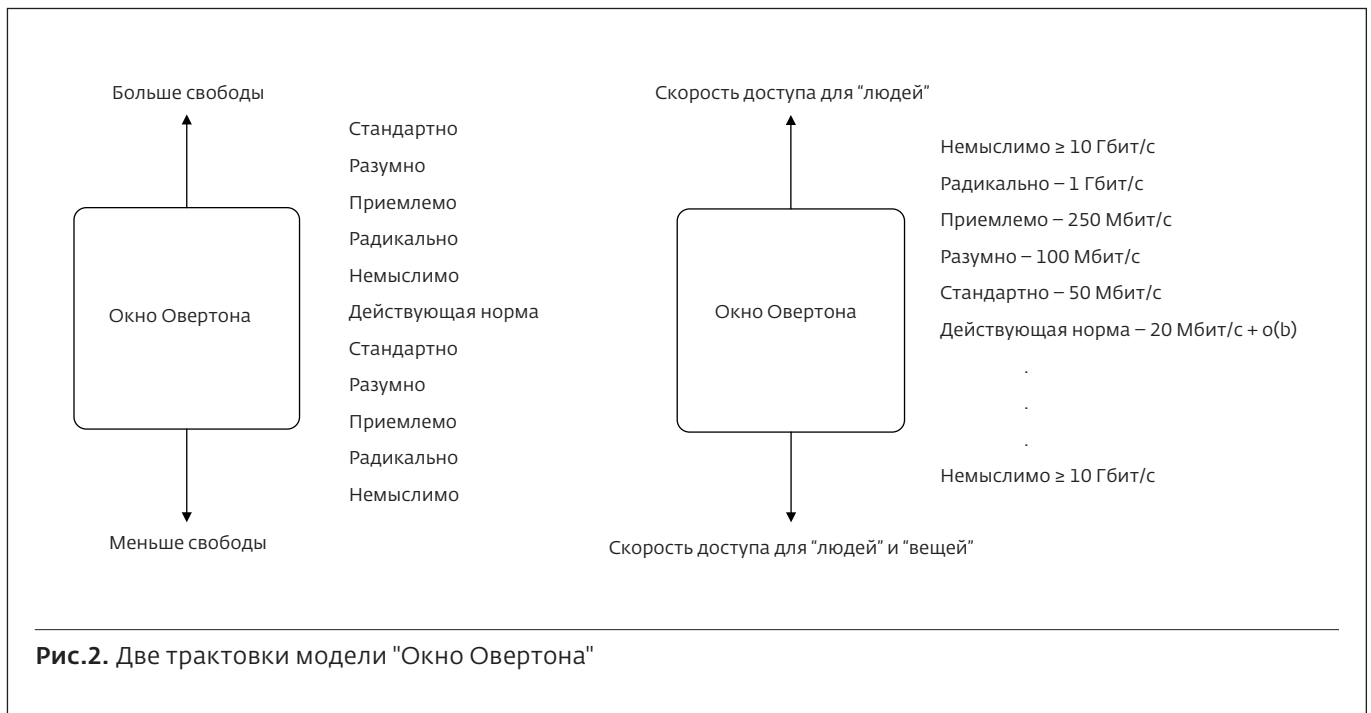 Больше свободы
Стандартно
Разумно
Приемлемо
Радикально
Немыслимо
Действующая норма
Стандартно
Разумно
Приемлемо
Радикально
Немыслимо
Окно Овертона
Меньше свободы
Скорость доступа для “людей”
Немыслимо ≥ 10 Гбит/с
Радикально – 1 Гбит/с
Приемлемо – 250 Мбит/с
Разумно – 100 Мбит/с
Стандартно – 50 Мбит/с
Действующая норма – 20 Мбит/с + o(b)
.
.
.
Немыслимо ≥ 10 Гбит/с
Окно Овертона
Скорость доступа для “людей” и “вещей”
Рис.2. Две трактовки модели "Окно Овертона"